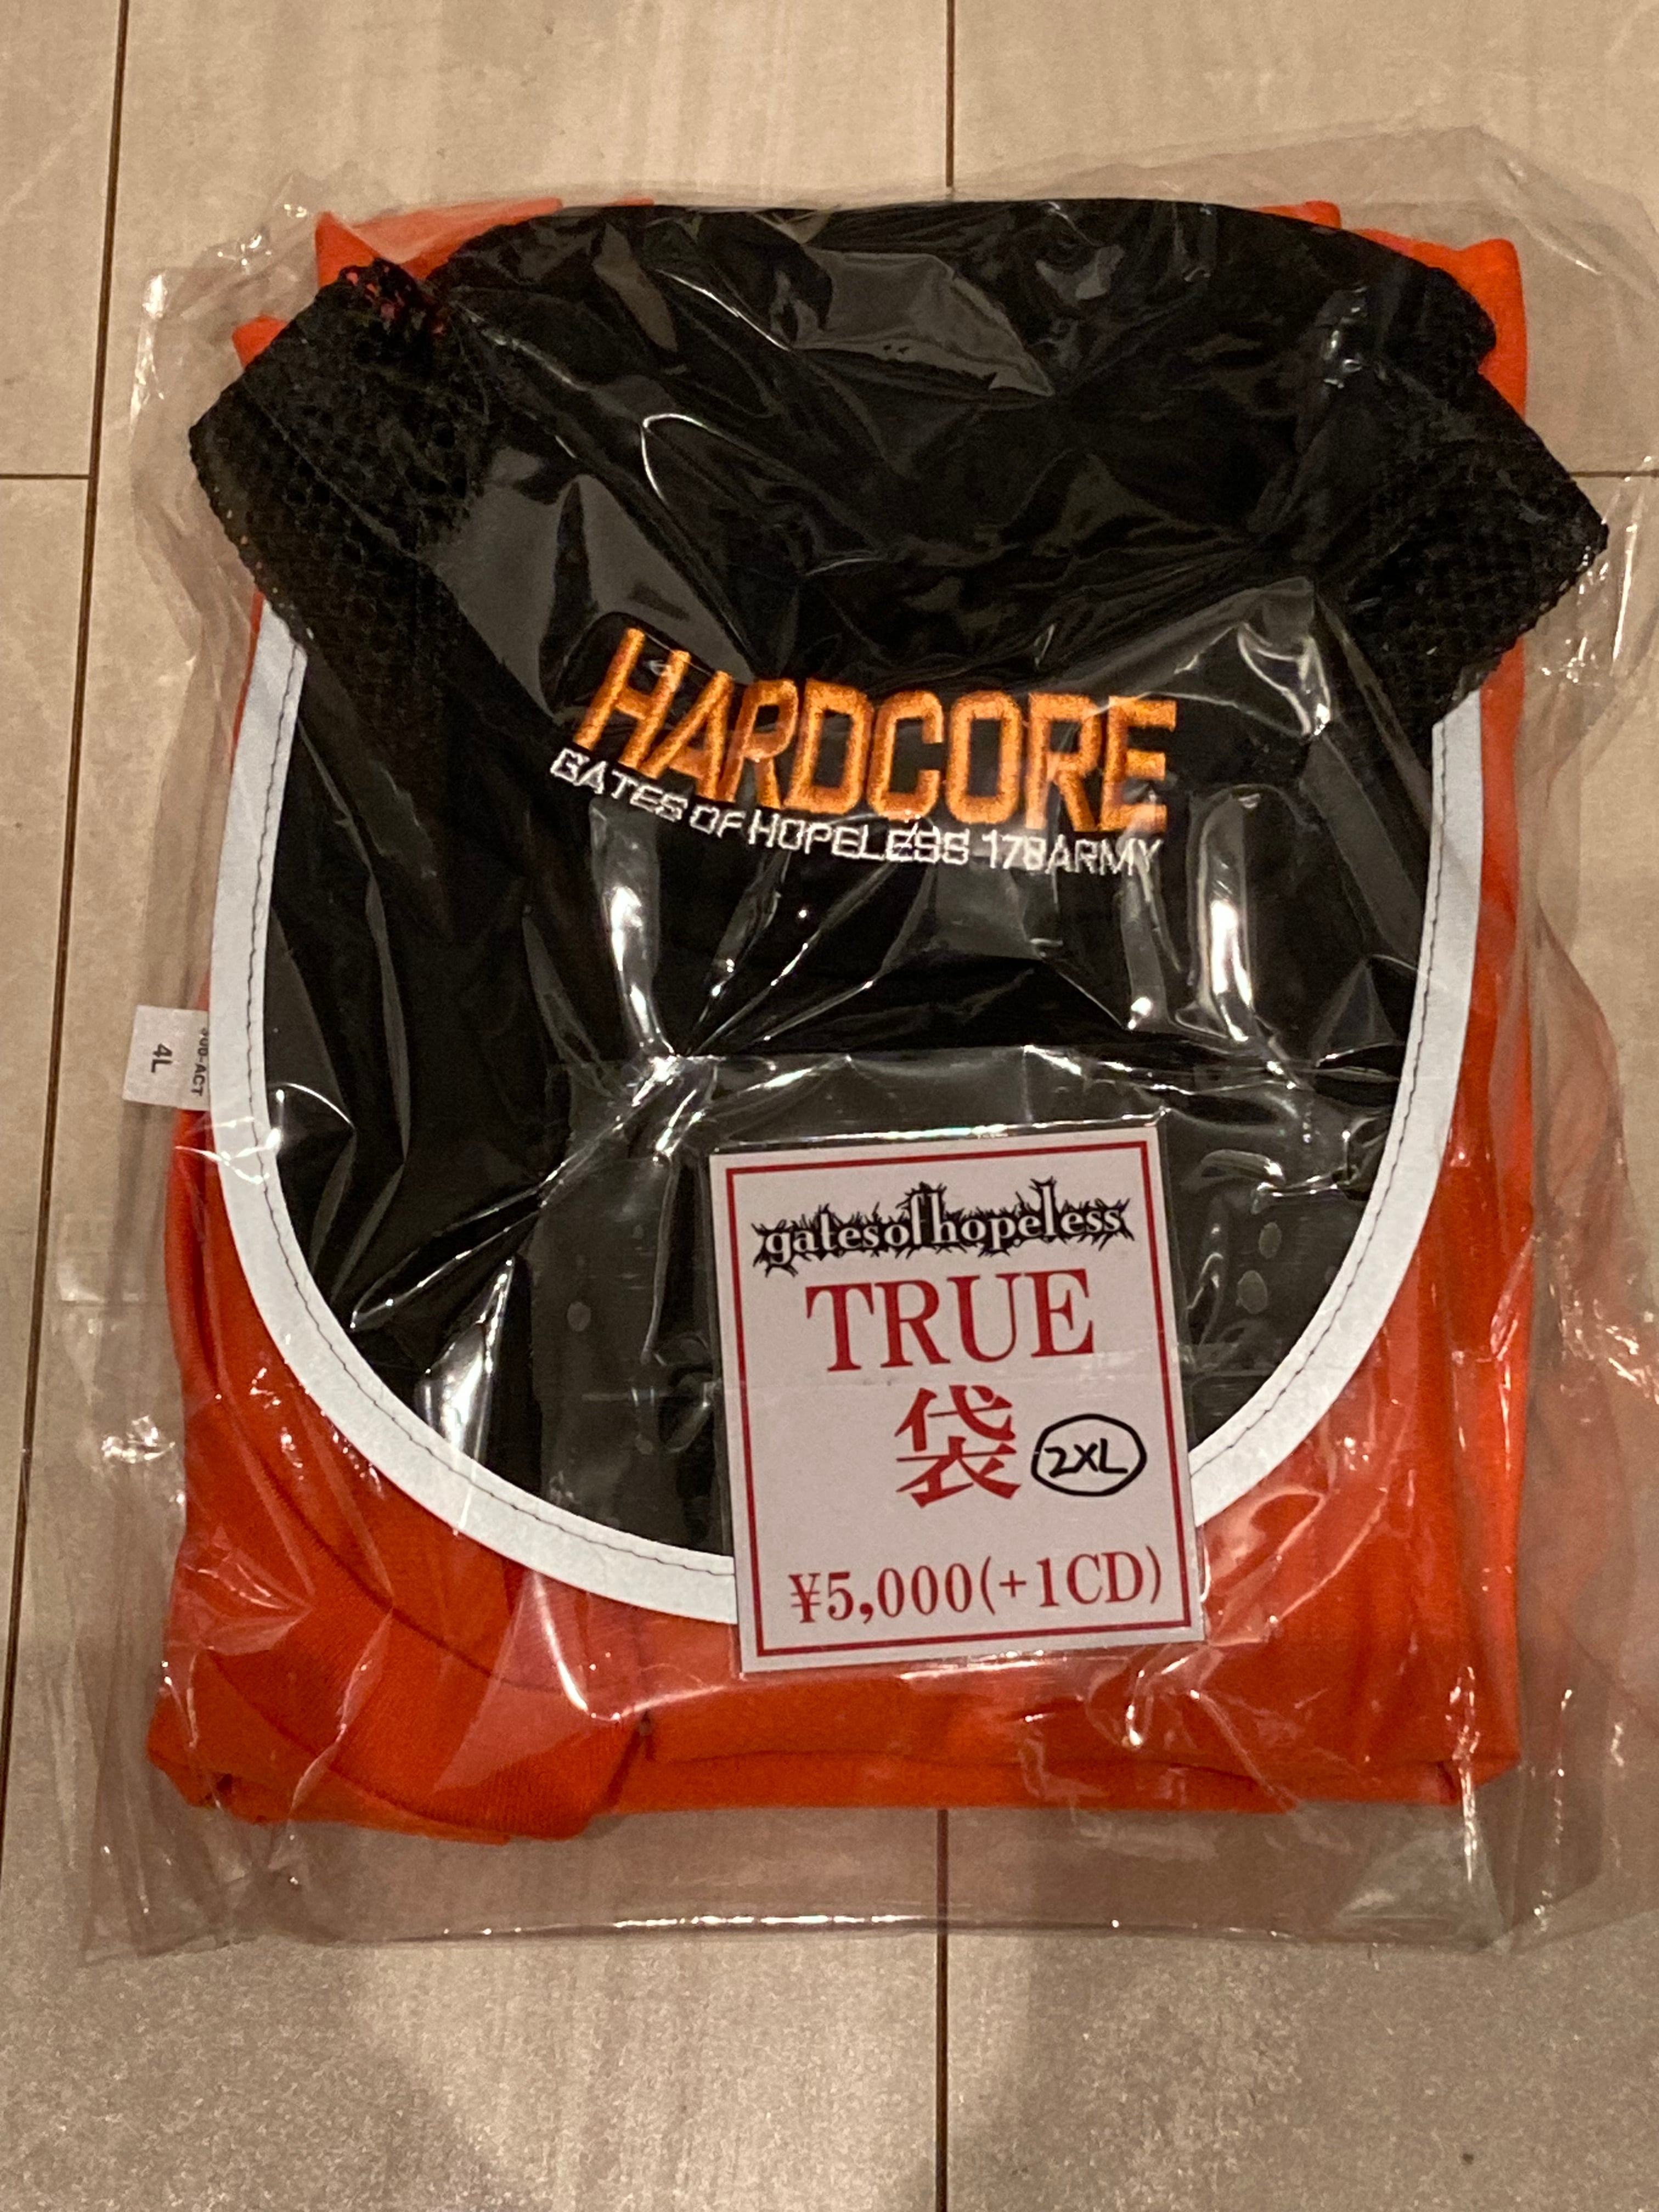 HARDCORE
GATES OF HOPELESS 178ARMY
4L
gatesofhopeless
TRUE
袋 2XL
¥5,000(+1CD)